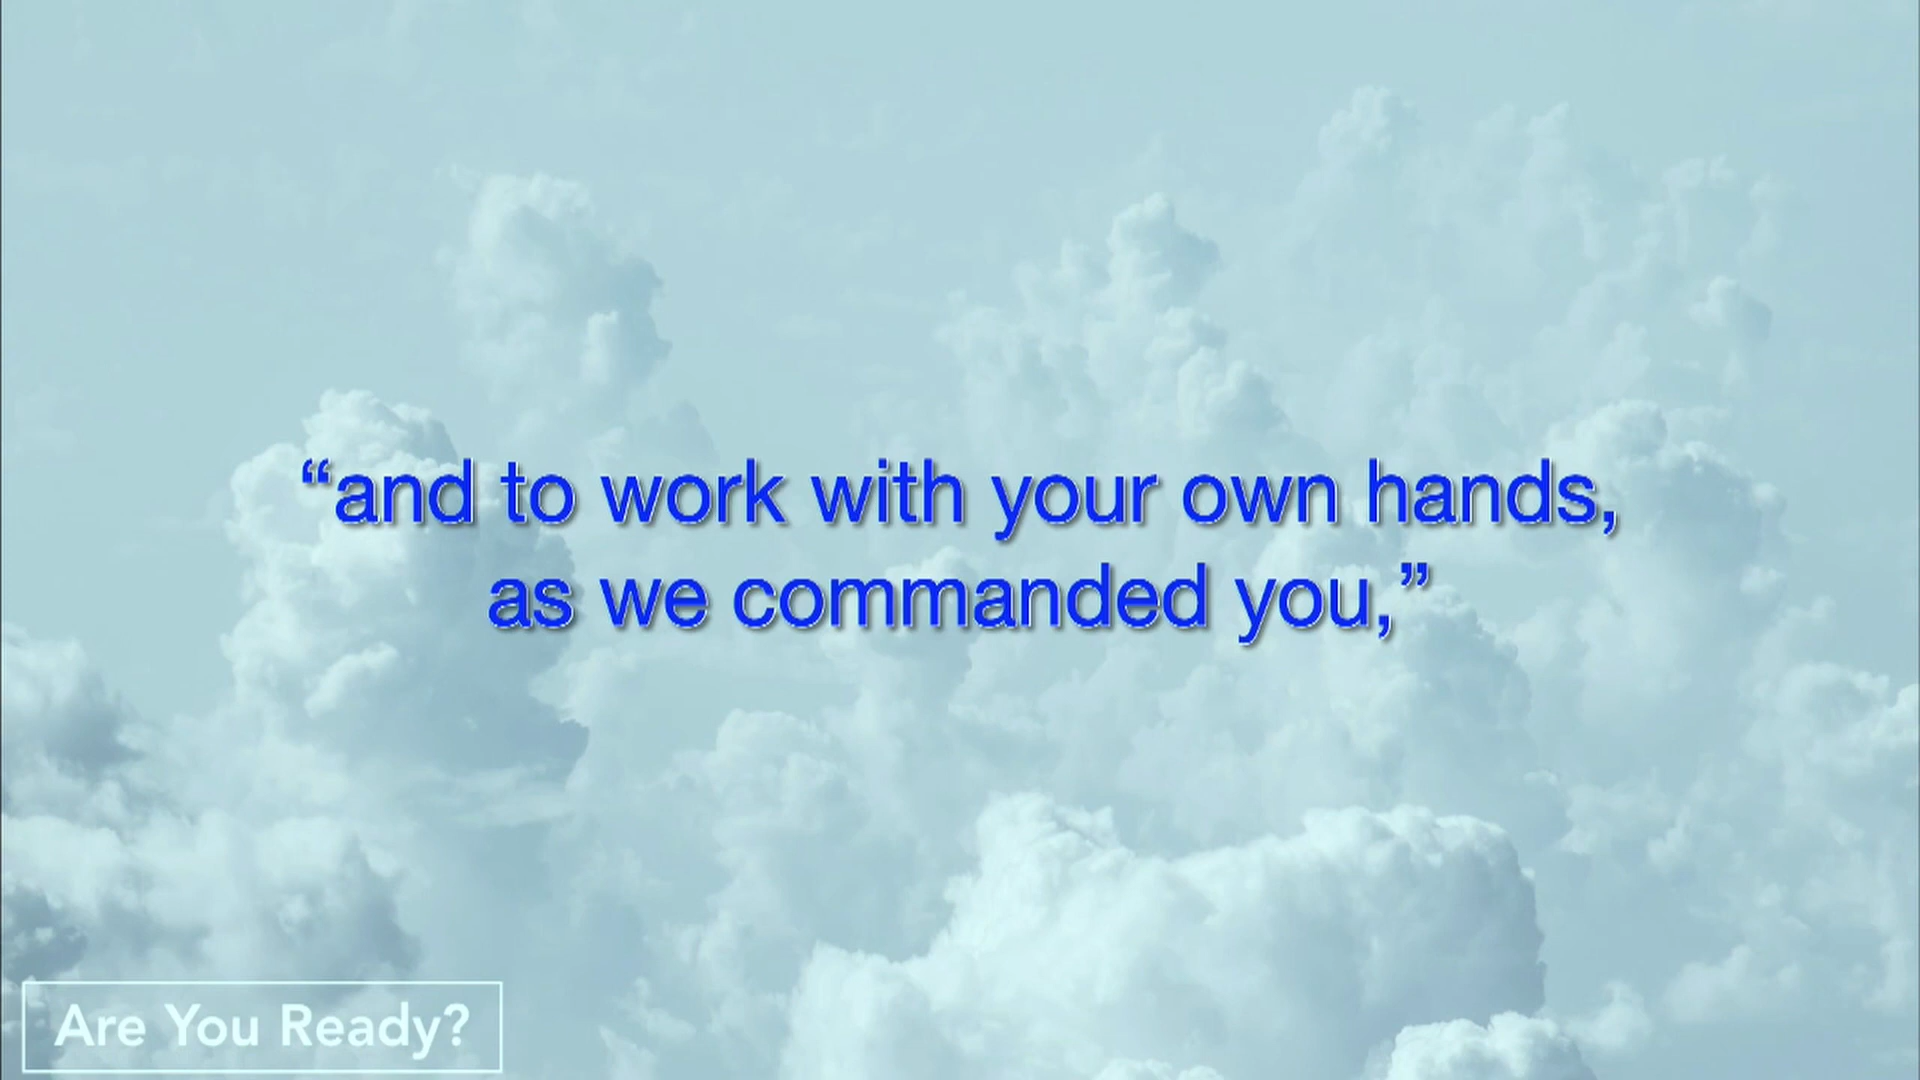 “and to work with your own hands,
as we commanded you,”
Are You Ready?